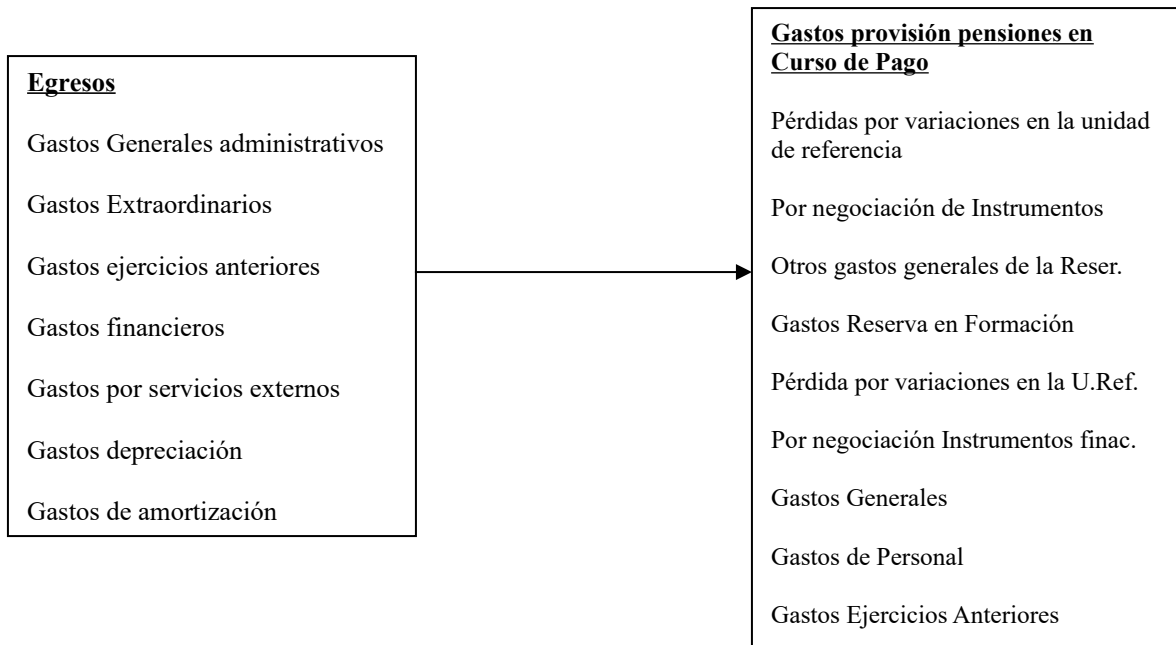 Egresos
Gastos Generales administrativos
Gastos Extraordinarios
Gastos ejercicios anteriores
Gastos financieros
Gastos por servicios externos
Gastos depreciación
Gastos de amortización
Gastos provisión pensiones en
Curso de Pago
Pérdidas por variaciones en la unidad
de referencia
Por negociación de Instrumentos
Otros gastos generales de la Reser.
Gastos Reserva en Formación
Pérdida por variaciones en la U.Ref.
Por negociación Instrumentos finac.
Gastos Generales
Gastos de Personal
Gastos Ejercicios Anteriores